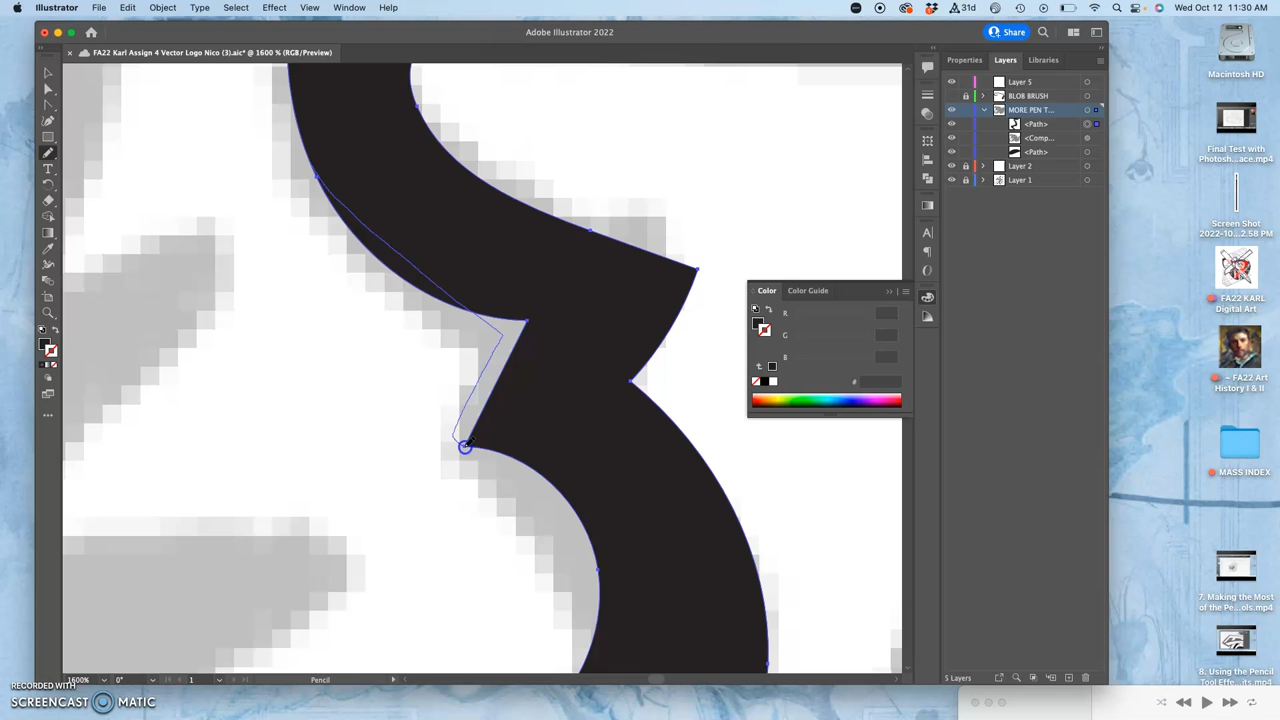 Illustrator File Edit Object Type Select Effect View Window Help
31d
Wed Oct 12 11:30 AM
Adobe Illustrator 2022
Share
× FA22 Karl Assign 4 Vector Logo Nico (3).aic* @ 1600 % (RGB/Preview)
Properties Layers Libraries
Layer 5
BLOB BRUSH
MORE PEN T...
<Path>
<Comp...
<Path>
Layer 2
Layer 1
Color Color Guide
R
G
B
#
5 Layers
1600% 0° 1 Pencil
Macintosh HD
Final Test with Photosh...ace.mp4
Screen Shot
2022-10...2.58 PM
FA22 KARL
Digital Art
~ FA22 Art
History I & II
MASS INDEX
7. Making the Most
of the Pe...ols.mp4
8. Using the Pencil
Tool Effe...its.mp4
RECORDED WITH
SCREENCAST MATIC